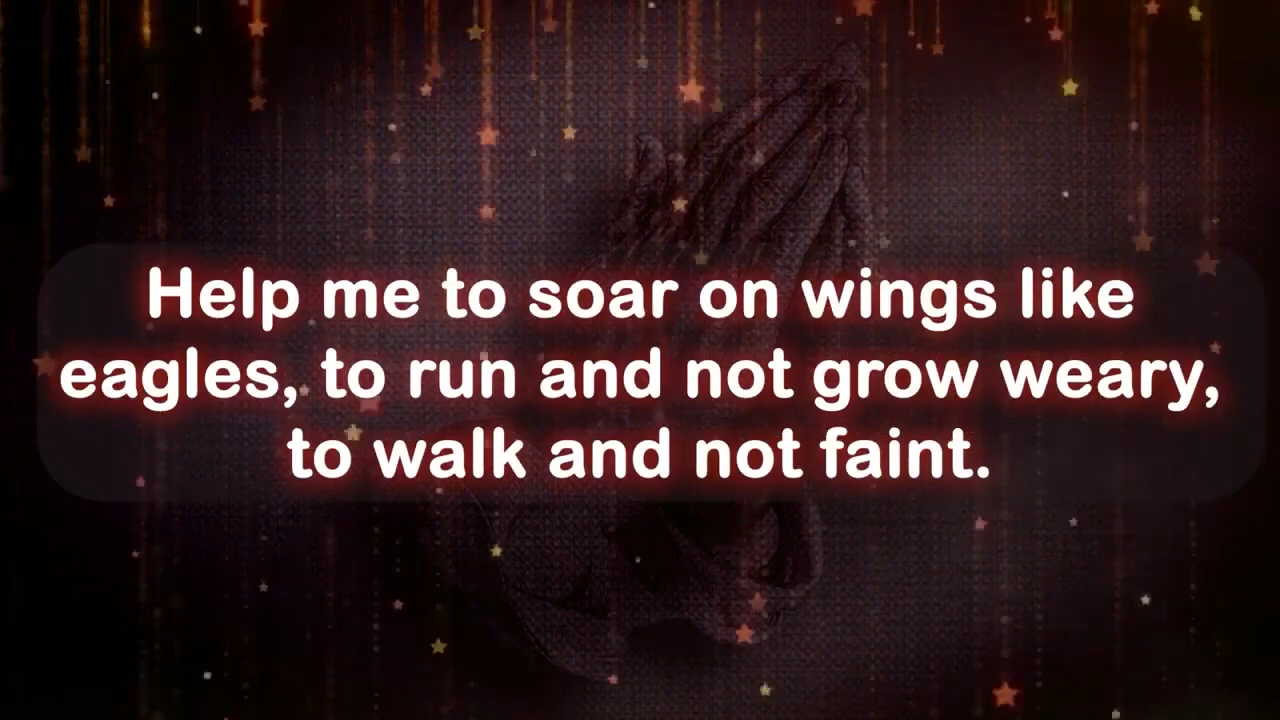 Help me to soar on wings like
eagles, to run and not grow weary,
to walk and not faint.